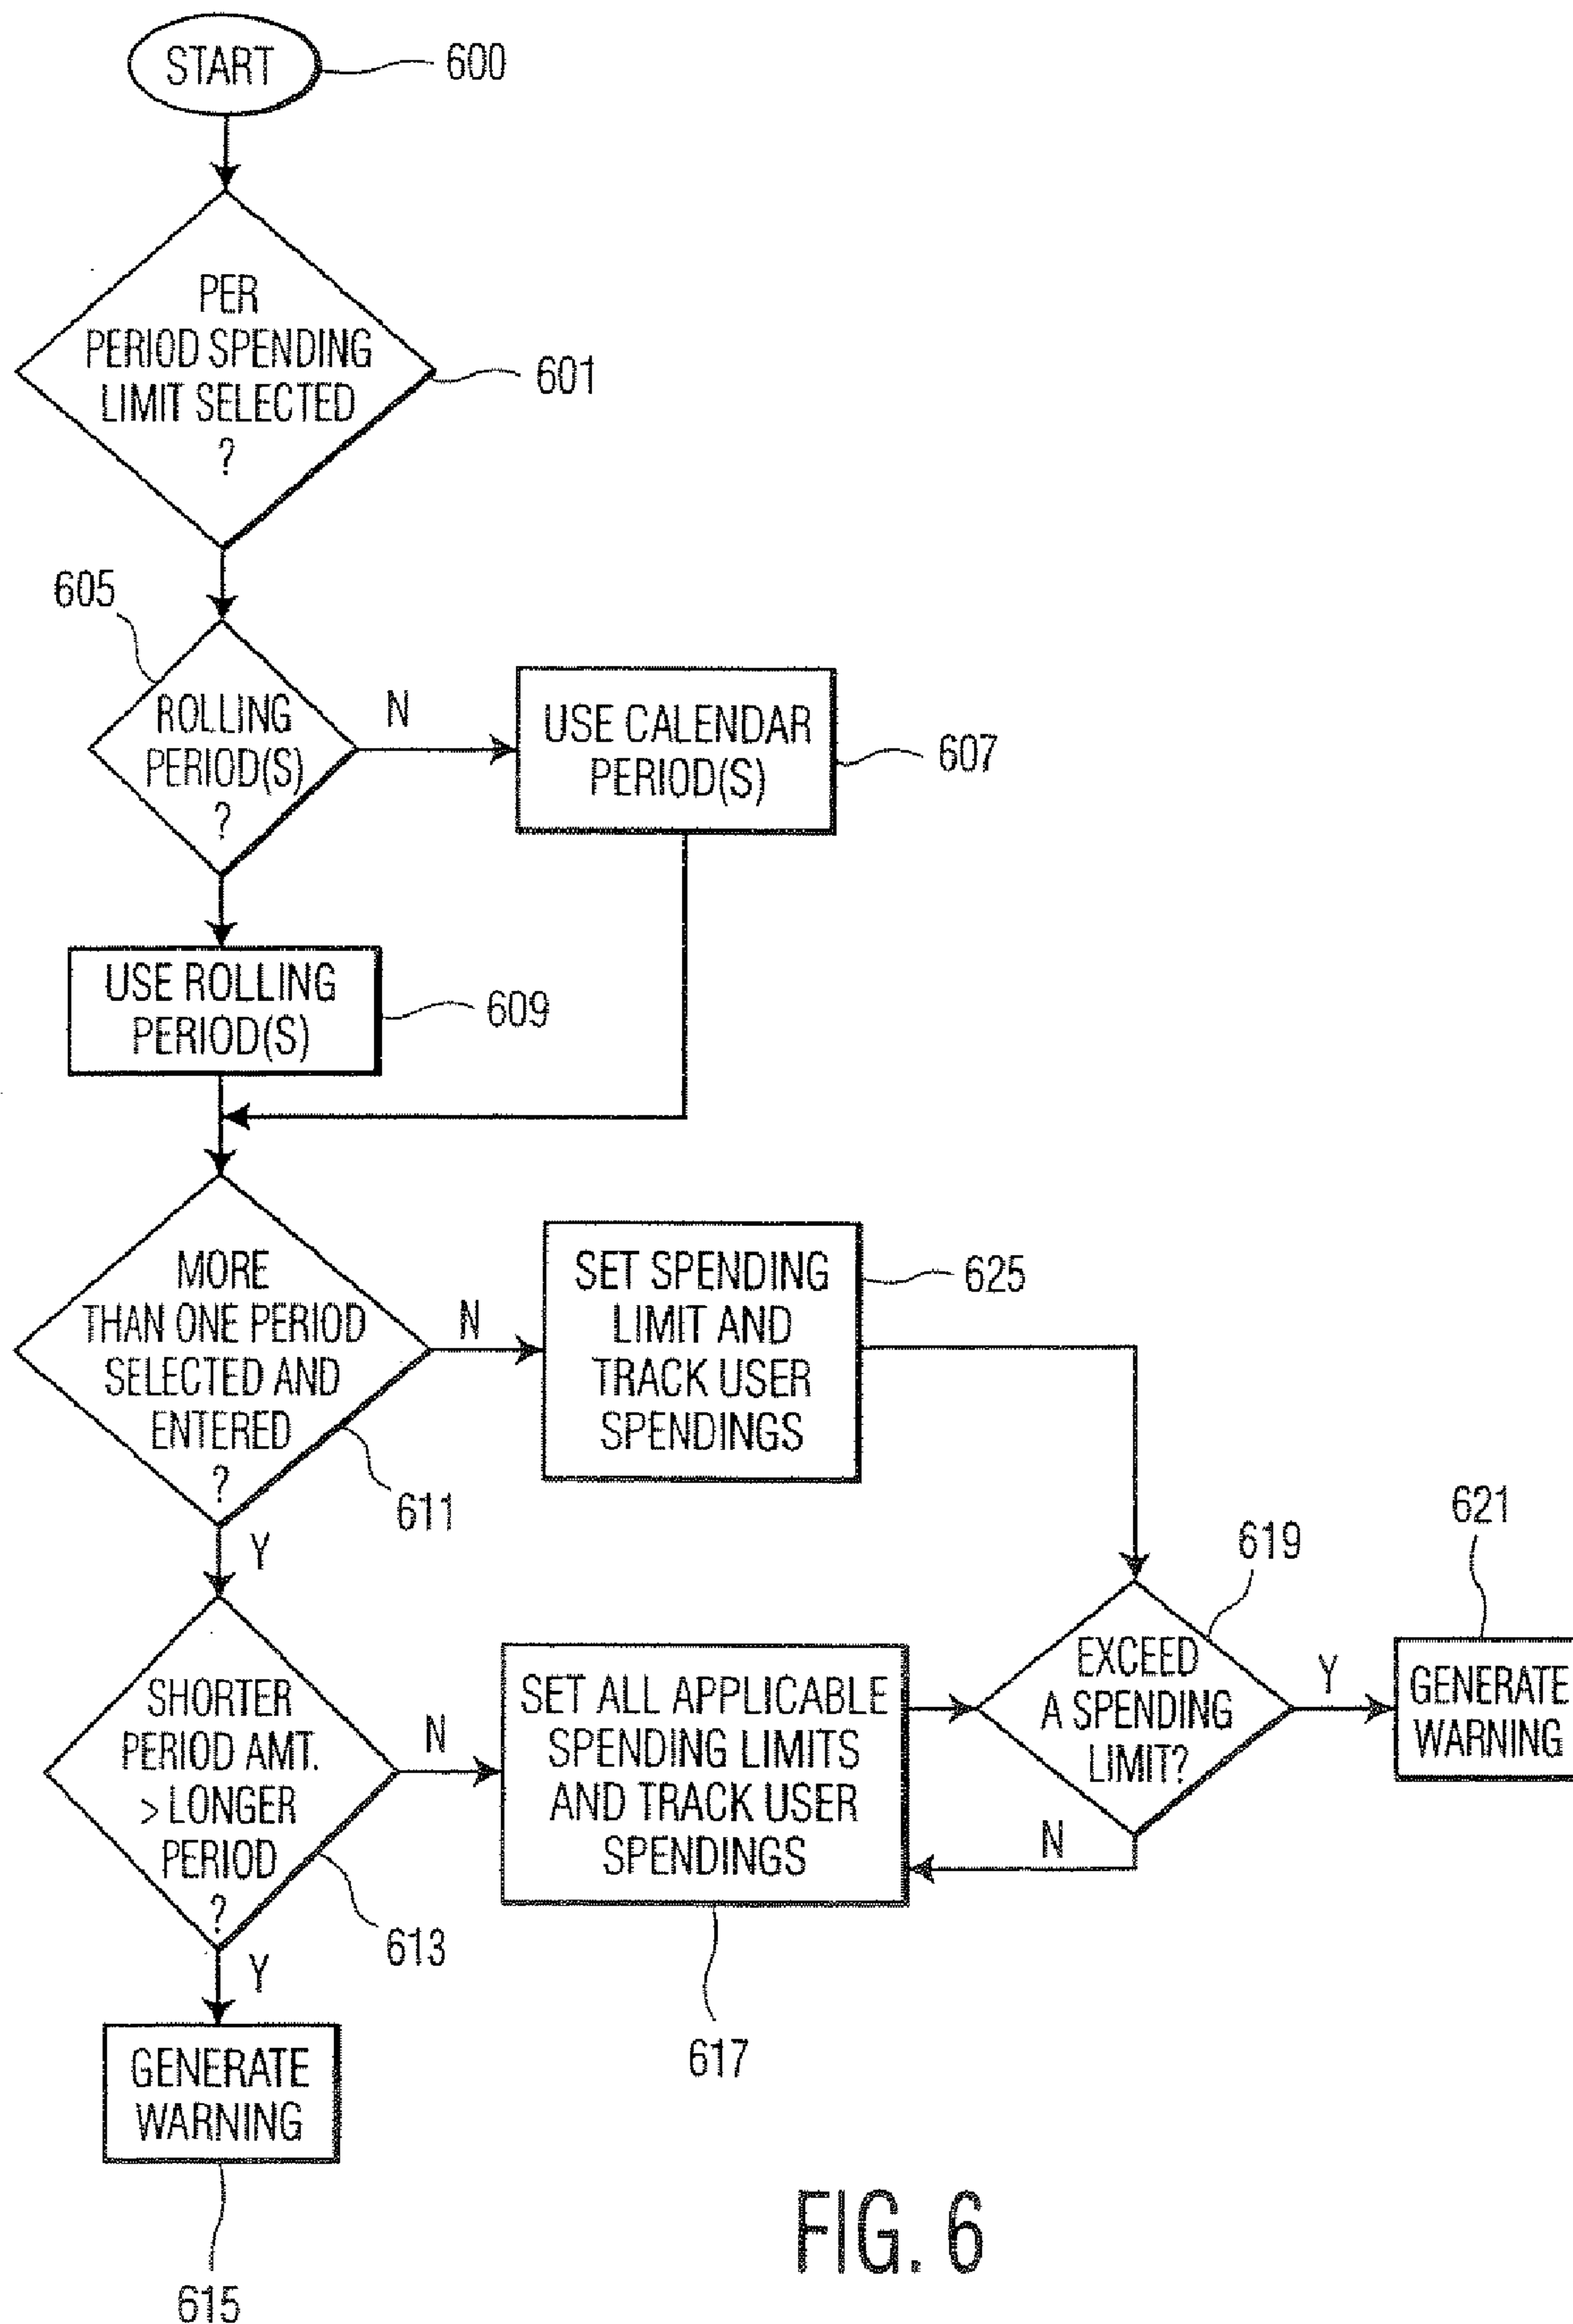 START
600
PER
PERIOD SPENDING
LIMIT SELECTED
?
601
605
ROLLING
PERIOD(S)
?
N
USE CALENDAR
PERIOD(S)
607
USE ROLLING
PERIOD(S)
609
MORE
THAN ONE PERIOD
SELECTED AND
ENTERED
?
611
N
SET SPENDING
LIMIT AND
TRACK USER
SPENDINGS
625
Y
SHORTER
PERIOD AMT.
> LONGER
PERIOD
?
613
N
SET ALL APPLICABLE
SPENDING LIMITS
AND TRACK USER
SPENDINGS
617
619
EXCEED
A SPENDING
LIMIT?
N
Y
621
GENERATE
WARNING
Y
GENERATE
WARNING
615
FIG. 6